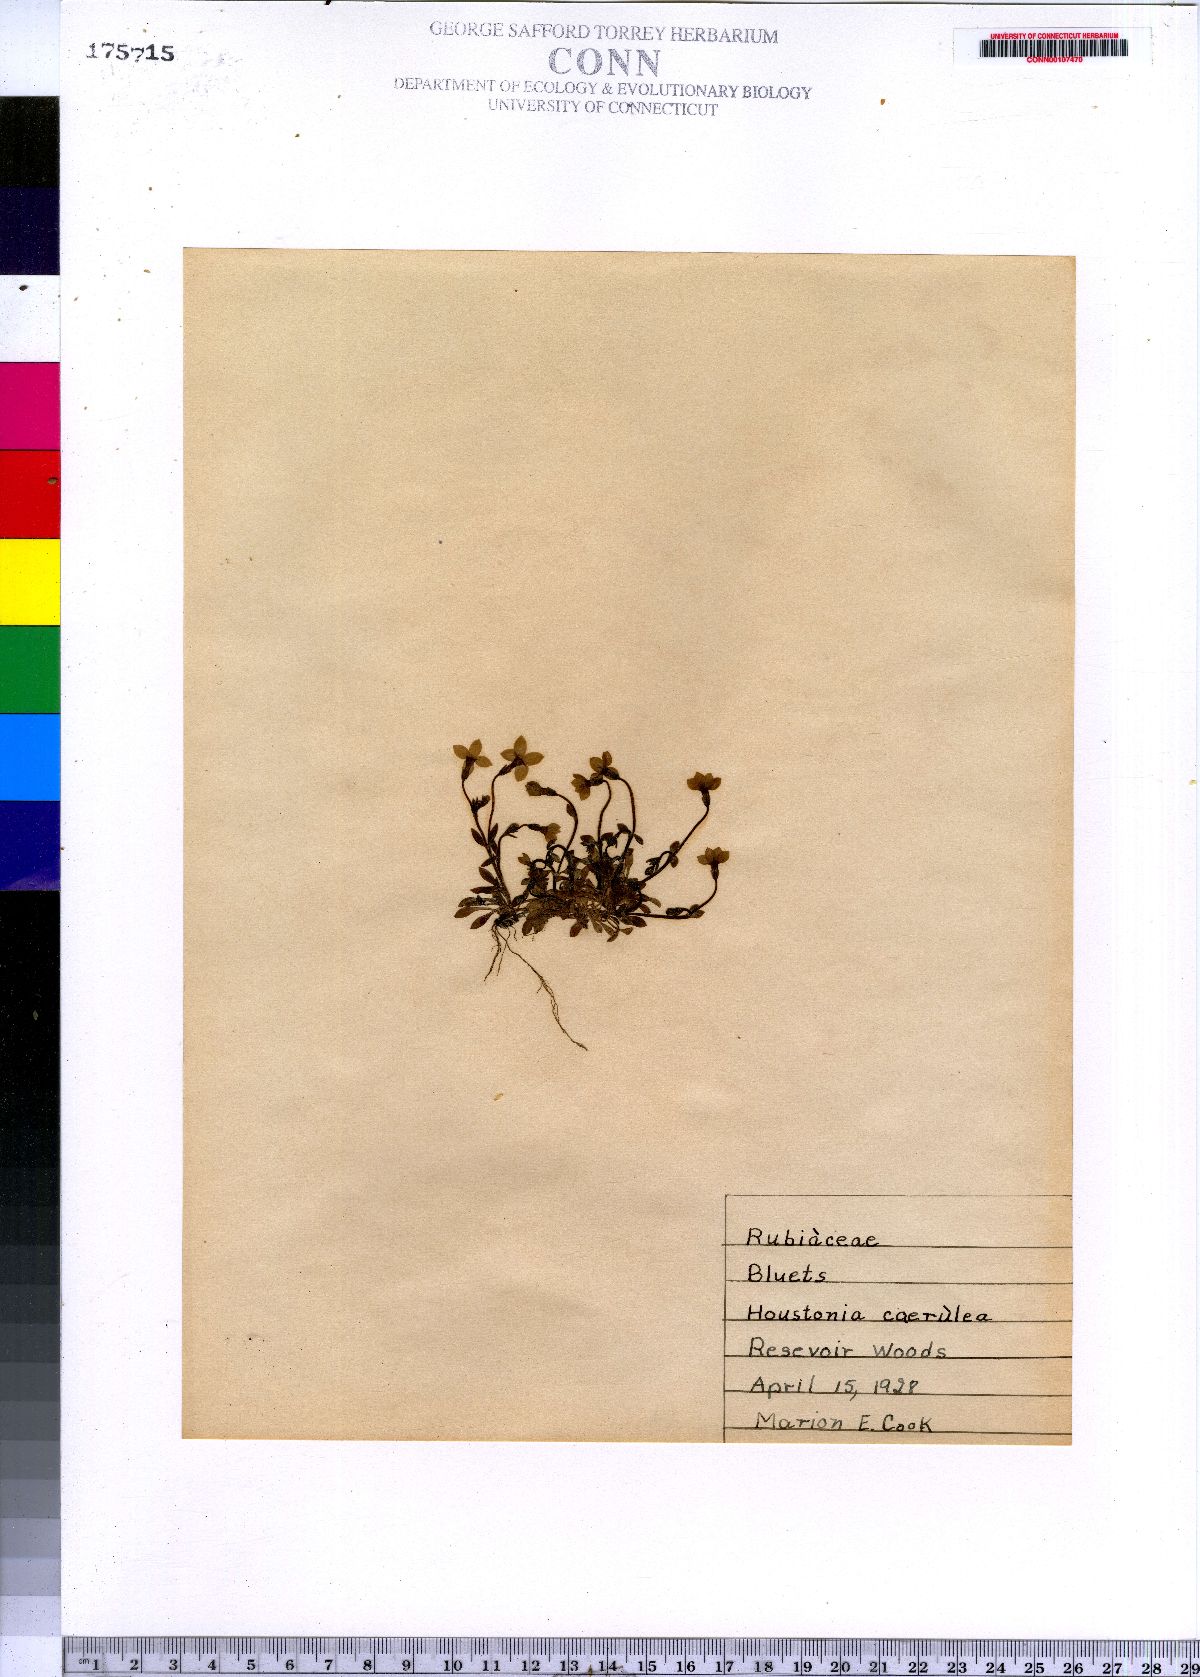 175715
GEORGE SAFFORD TORREY HERBARIUM
CONN
DEPARTMENT OF ECOLOGY & EVOLUTIONARY BIOLOGY
UNIVERSITY OF CONNECTICUT
UNIVERSITY OF CONNECTICUT HERBARIUM
CONN00107470
Rubiàceae
Bluets
Houstonia caerùlea
Resevoir Woods
April 15, 1928
Marion E. Cook
cm 1 2 3 4 5 6 7 8 9 10 11 12 13 14 15 16 17 18 19 20 21 22 23 24 25 26 27 28 29